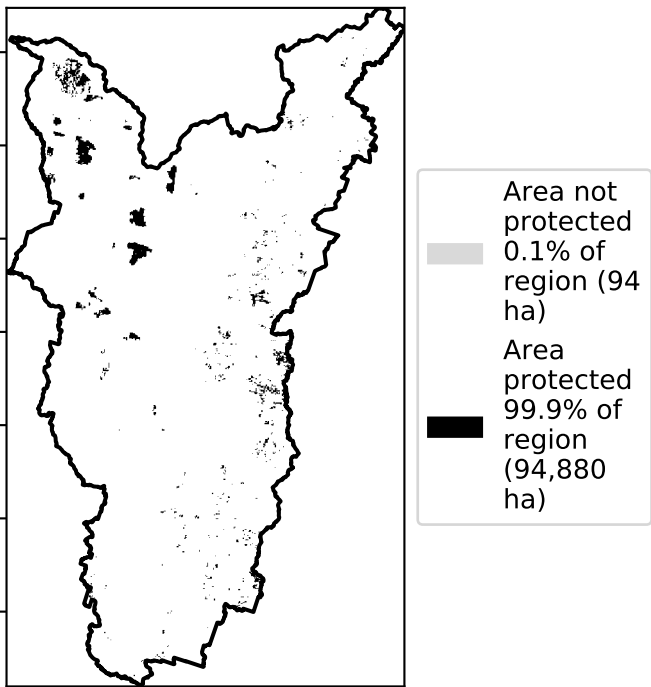 Area not
protected
0.1% of
region (94
ha)
Area
protected
99.9% of
region
(94,880
ha)